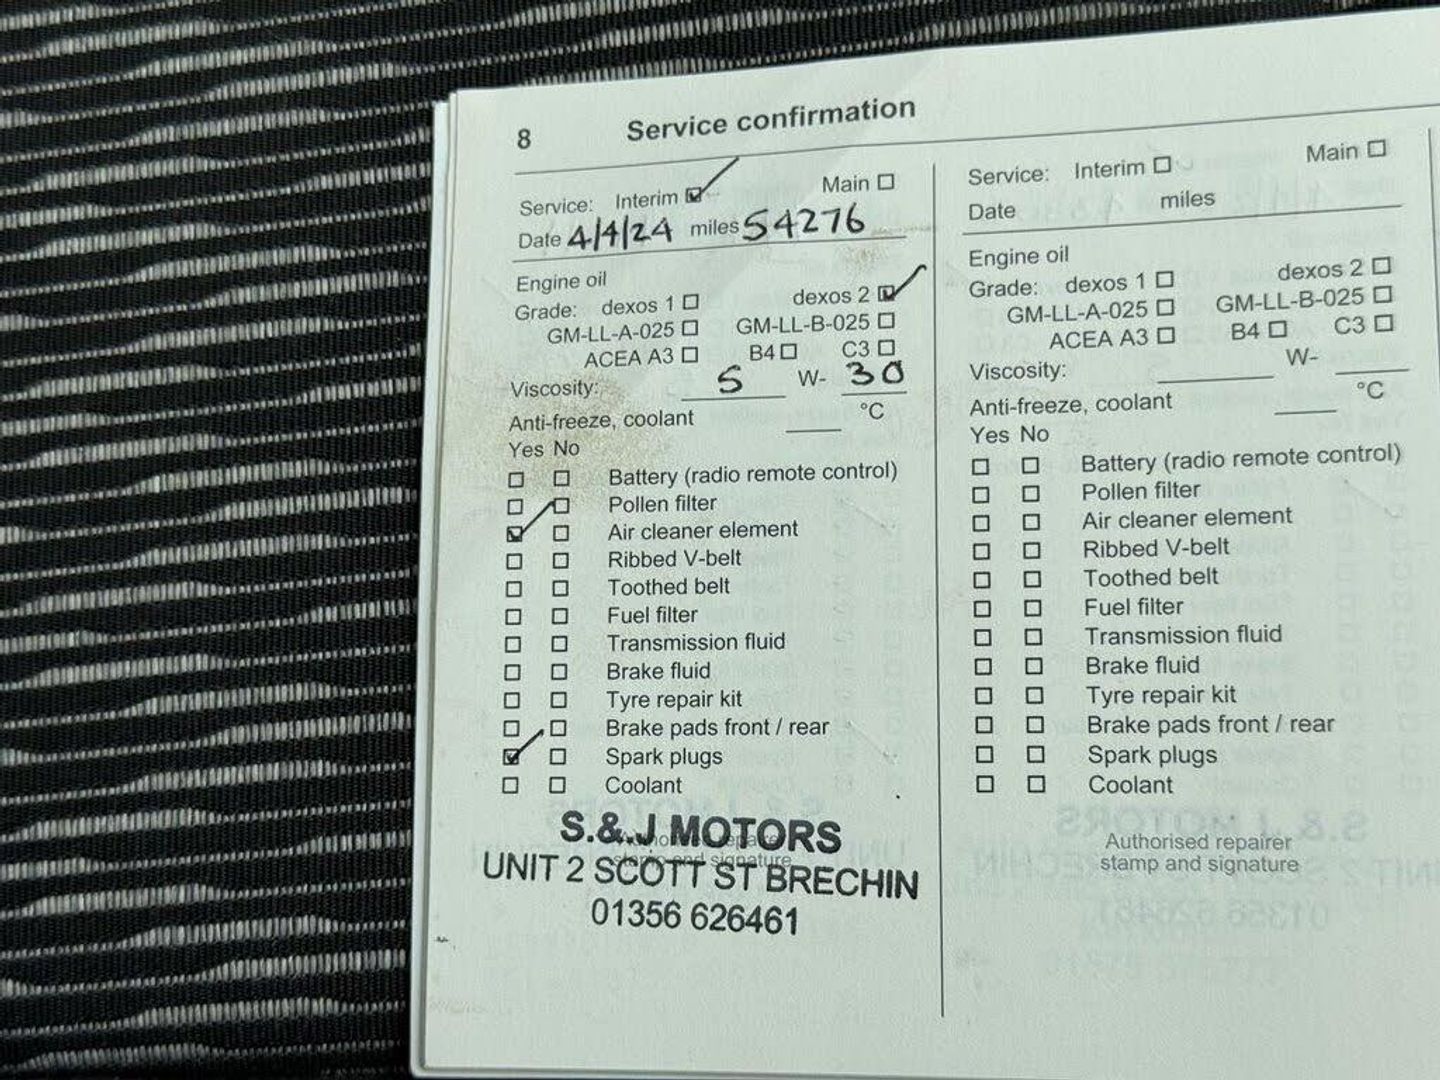 8 Service confirmation
Service: Interim ☑ Main ☐
Date 4/4/24 miles 54276
Engine oil
Grade: dexos 1 ☐ dexos 2 ☑
GM-LL-A-025 ☐ GM-LL-B-025 ☐
ACEA A3 ☐ B4 ☐ C3 ☐
Viscosity: 5 W- 30
Anti-freeze, coolant °C
Yes No
☐ ☐ Battery (radio remote control)
☐ ☐ Pollen filter
☑ ☐ Air cleaner element
☐ ☐ Ribbed V-belt
☐ ☐ Toothed belt
☐ ☐ Fuel filter
☐ ☐ Transmission fluid
☐ ☐ Brake fluid
☐ ☐ Tyre repair kit
☐ ☐ Brake pads front / rear
☑ ☐ Spark plugs
☐ ☐ Coolant
Authorised repairer
stamp and signature
S.& J MOTORS
UNIT 2 SCOTT ST BRECHIN
01356 626461
Service: Interim ☐ Main ☐
Date miles
Engine oil
Grade: dexos 1 ☐ dexos 2 ☐
GM-LL-A-025 ☐ GM-LL-B-025 ☐
ACEA A3 ☐ B4 ☐ C3 ☐
Viscosity: W-
Anti-freeze, coolant °C
Yes No
☐ ☐ Battery (radio remote control)
☐ ☐ Pollen filter
☐ ☐ Air cleaner element
☐ ☐ Ribbed V-belt
☐ ☐ Toothed belt
☐ ☐ Fuel filter
☐ ☐ Transmission fluid
☐ ☐ Brake fluid
☐ ☐ Tyre repair kit
☐ ☐ Brake pads front / rear
☐ ☐ Spark plugs
☐ ☐ Coolant
Authorised repairer
stamp and signature